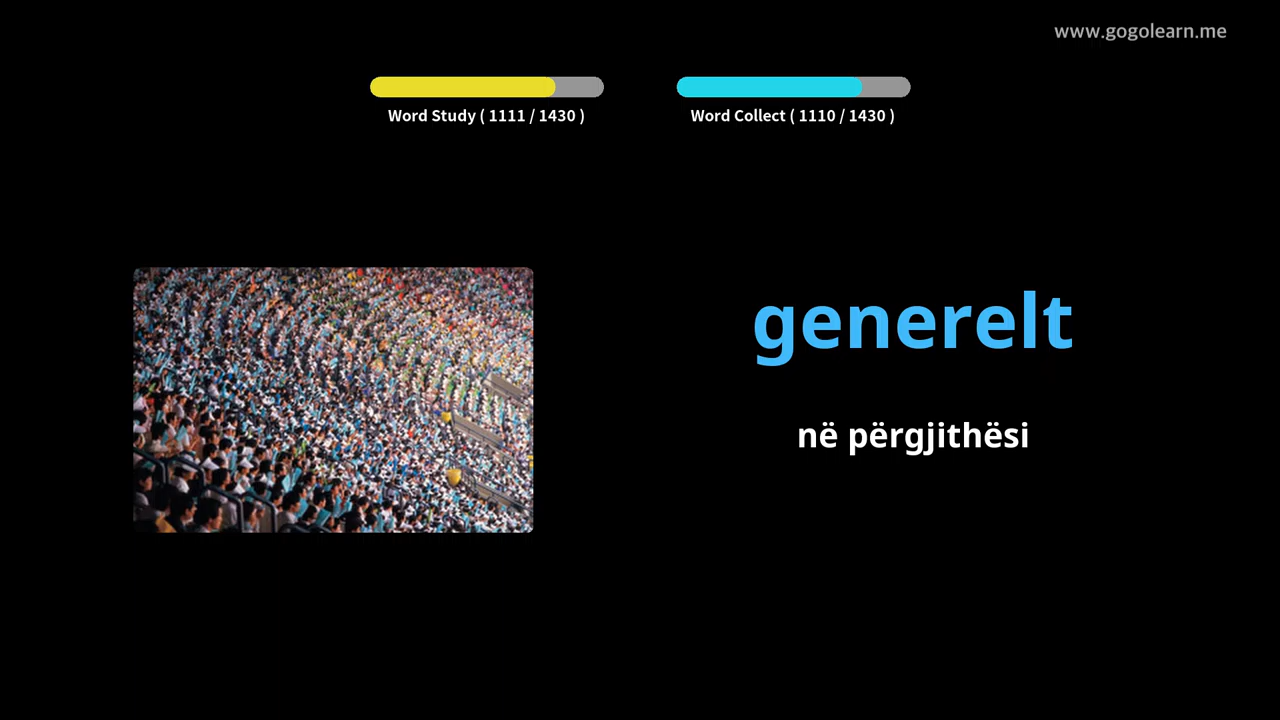 www.gogolearn.me
Word Study ( 1111 / 1430 )
Word Collect ( 1110 / 1430 )
generelt
në përgjithësi